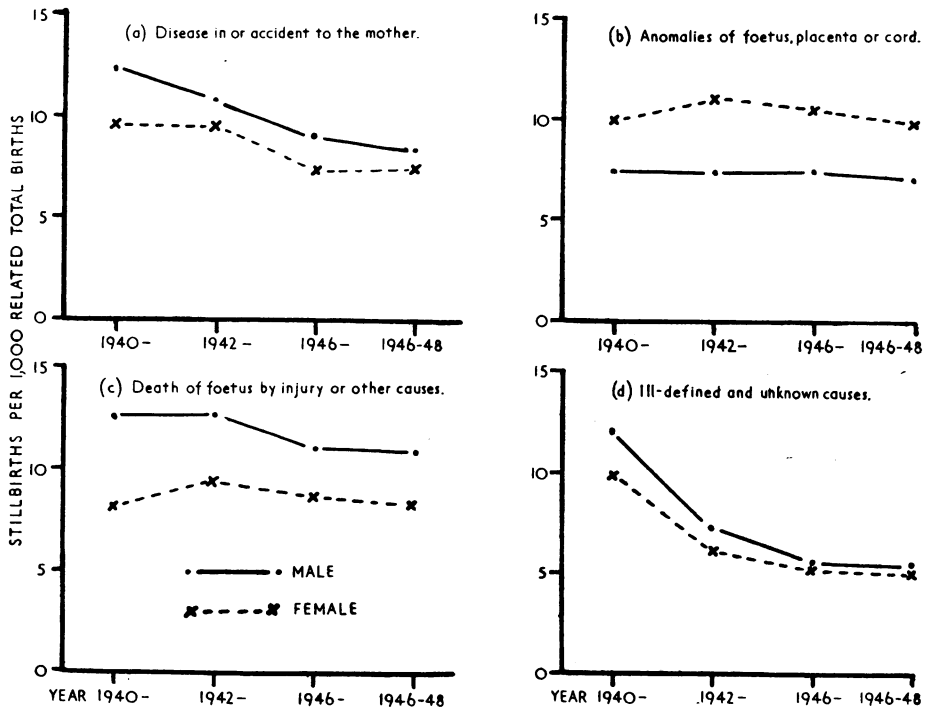 STILLBIRTHS PER 1,000 RELATED TOTAL BIRTHS
(a) Disease in or accident to the mother.
15
10
5
0
1940- 1942- 1946- 1946-48
(b) Anomalies of foetus, placenta or cord.
15
10
5
0
1940- 1942- 1946- 1946-48
(c) Death of foetus by injury or other causes.
15
10
5
0
MALE
FEMALE
YEAR 1940- 1942- 1946- 1946-48
(d) Ill-defined and unknown causes.
15
10
5
0
YEAR 1940- 1942- 1946- 1946-48